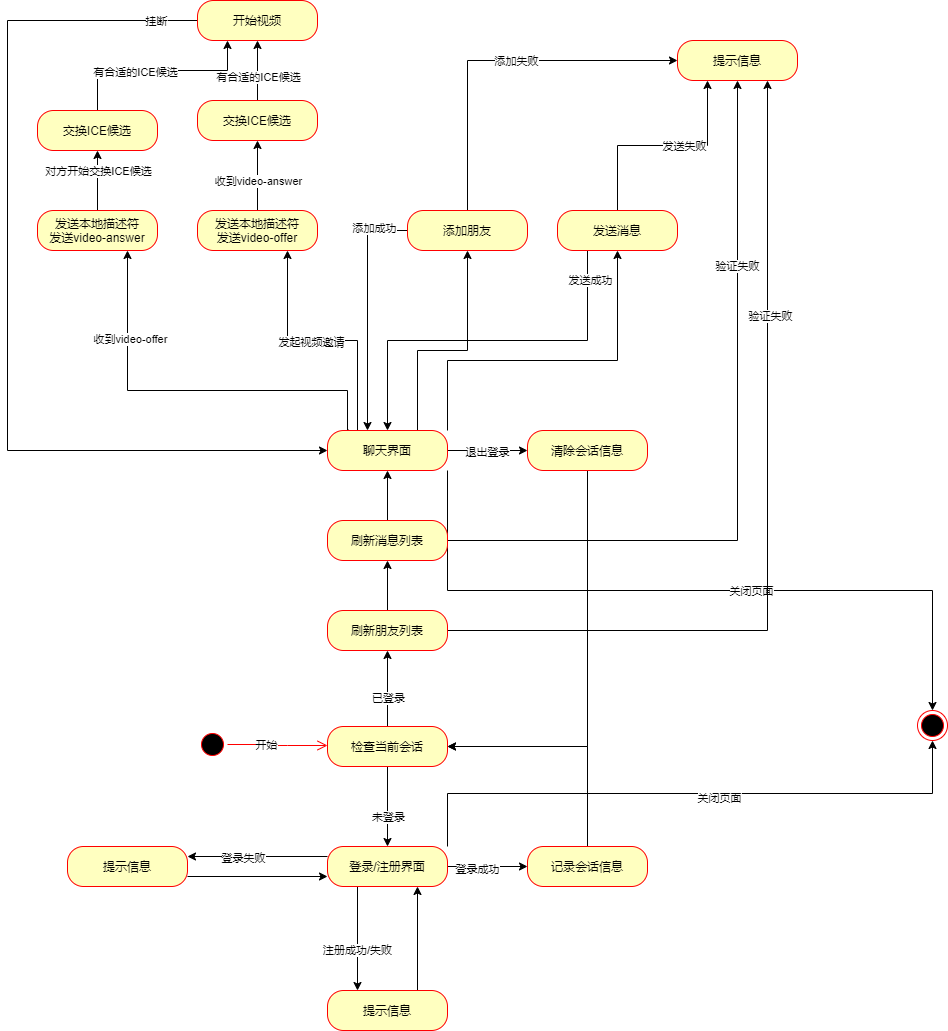 开始视频
挂断
提示信息
添加失败
有合适的ICE候选
有合适的ICE候选
交换ICE候选
交换ICE候选
发送失败
对方开始交换ICE候选
收到video-answer
发送本地描述符
发送video-answer
发送本地描述符
发送video-offer
添加成功
添加朋友
发送消息
验证失败
发送成功
验证失败
收到video-offer
发起视频邀请
聊天界面
退出登录
清除会话信息
刷新消息列表
关闭页面
刷新朋友列表
已登录
开始
检查当前会话
关闭页面
未登录
提示信息
登录失败
登录/注册界面
登录成功
记录会话信息
注册成功/失败
提示信息